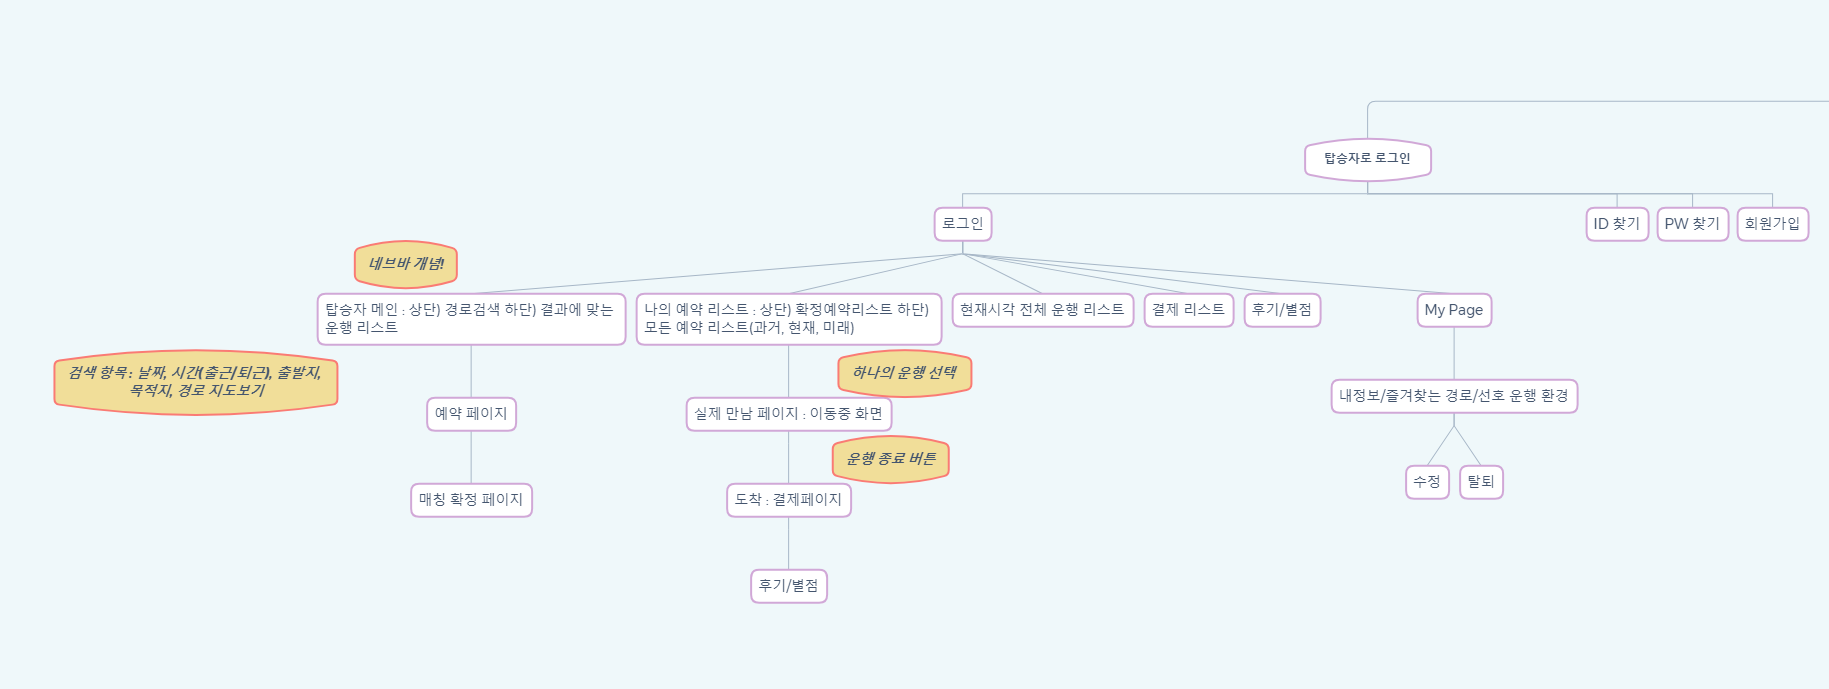 탑승자로 로그인
로그인
ID 찾기
PW 찾기
회원가입
네브바 개념!
탑승자 메인 : 상단) 경로검색 하단) 결과에 맞는
운행 리스트
나의 예약 리스트 : 상단) 확정예약리스트 하단)
모든 예약 리스트(과거, 현재, 미래)
현재시각 전체 운행 리스트
결제 리스트
후기/별점
My Page
검색 항목 : 날짜, 시간(출근/퇴근), 출발지,
목적지, 경로 지도보기
하나의 운행 선택
내정보/즐겨찾는 경로/선호 운행 환경
예약 페이지
실제 만남 페이지 : 이동중 화면
운행 종료 버튼
수정
탈퇴
매칭 확정 페이지
도착 : 결제페이지
후기/별점